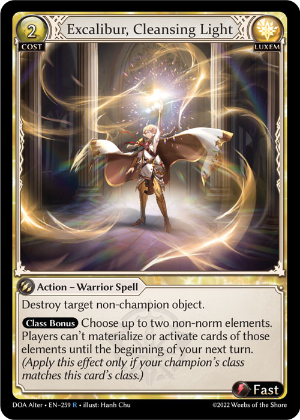 2
COST
Excalibur, Cleansing Light
LUXEM
Action – Warrior Spell
Destroy target non-champion object.
Class Bonus Choose up to two non-norm elements.
Players can't materialize or activate cards of
those elements until the beginning of your next turn.
(Apply this effect only if your champion's class
matches this card's class.)
Fast
DOA Alter • EN-259 R • illust: Hanh Chu
©2022 Weebs of the Shore